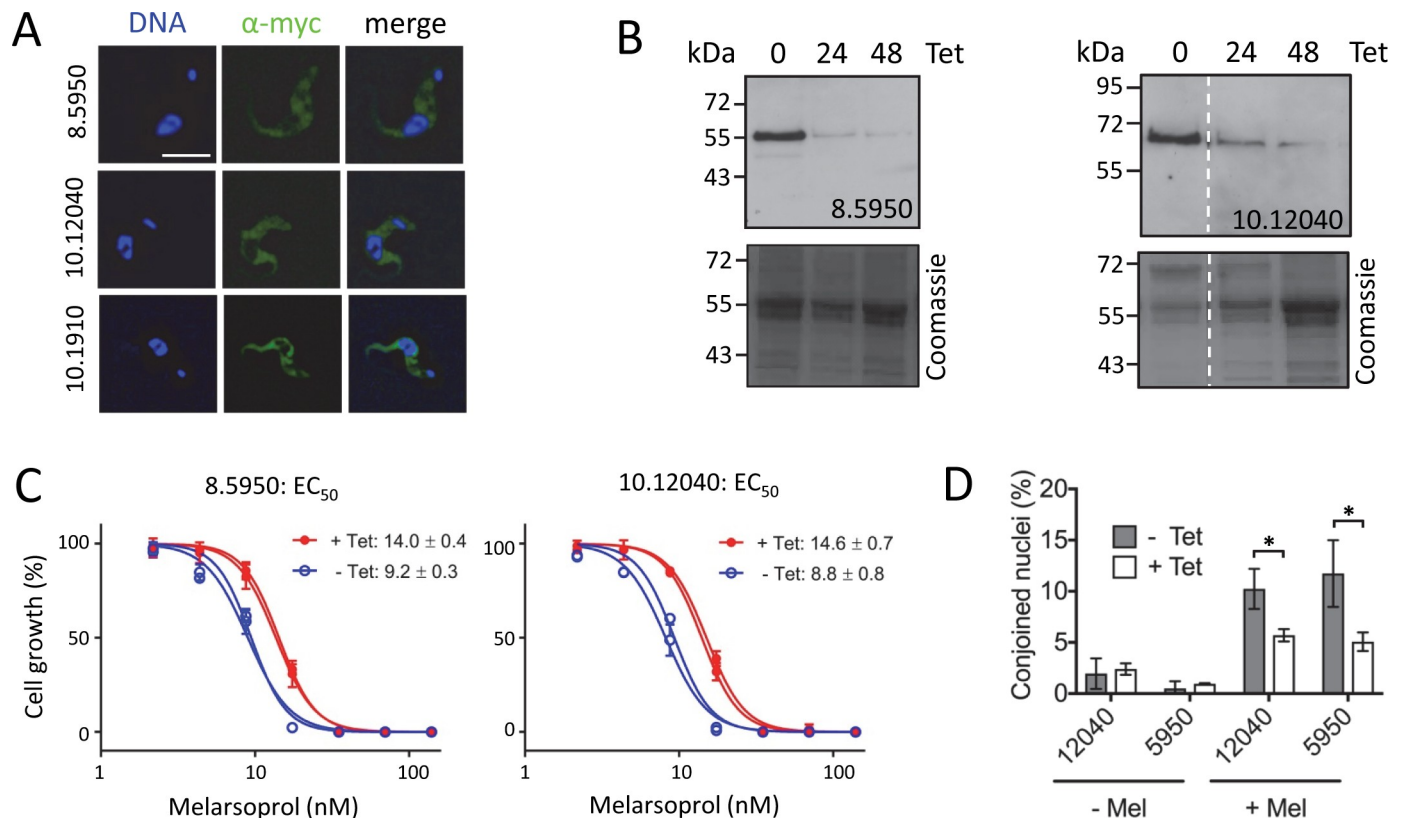 A
DNA α-myc merge
8.5950
10.12040
10.1910
B
kDa 0 24 48 Tet
72
55
43
8.5950
72
55
43
Coomassie
kDa 0 24 48 Tet
95
72
55
10.12040
72
55
43
Coomassie
C
8.5950: EC50
+ Tet: 14.0 ± 0.4
- Tet: 9.2 ± 0.3
Cell growth (%)
100
50
0
1 10 100
Melarsoprol (nM)
10.12040: EC50
+ Tet: 14.6 ± 0.7
- Tet: 8.8 ± 0.8
100
50
0
1 10 100
Melarsoprol (nM)
D
Conjoined nuclei (%)
20
15
10
5
0
- Tet
+ Tet
*
*
12040 5950 12040 5950
- Mel + Mel